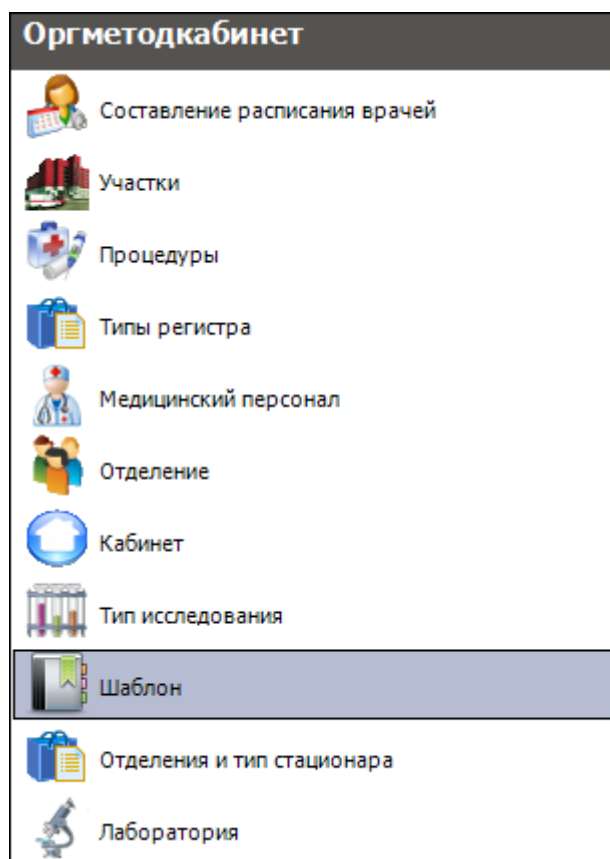 Оргметодкабинет
Составление расписания врачей
Участки
Процедуры
Типы регистра
Медицинский персонал
Отделение
Кабинет
Тип исследования
Шаблон
Отделения и тип стационара
Лаборатория